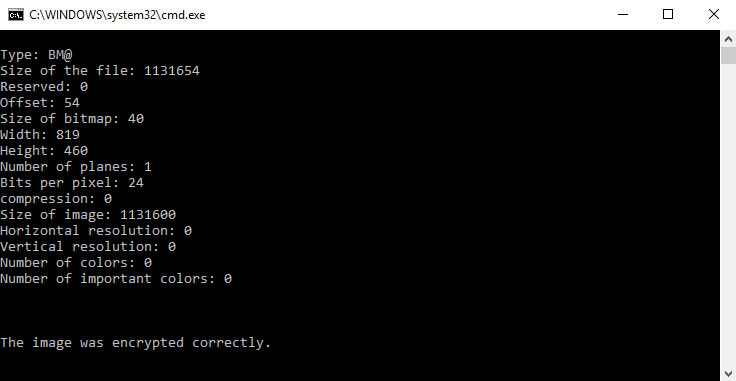 C:\WINDOWS\system32\cmd.exe
Type: BM@
Size of the file: 1131654
Reserved: 0
Offset: 54
Size of bitmap: 40
Width: 819
Height: 460
Number of planes: 1
Bits per pixel: 24
compression: 0
Size of image: 1131600
Horizontal resolution: 0
Vertical resolution: 0
Number of colors: 0
Number of important colors: 0
The image was encrypted correctly.